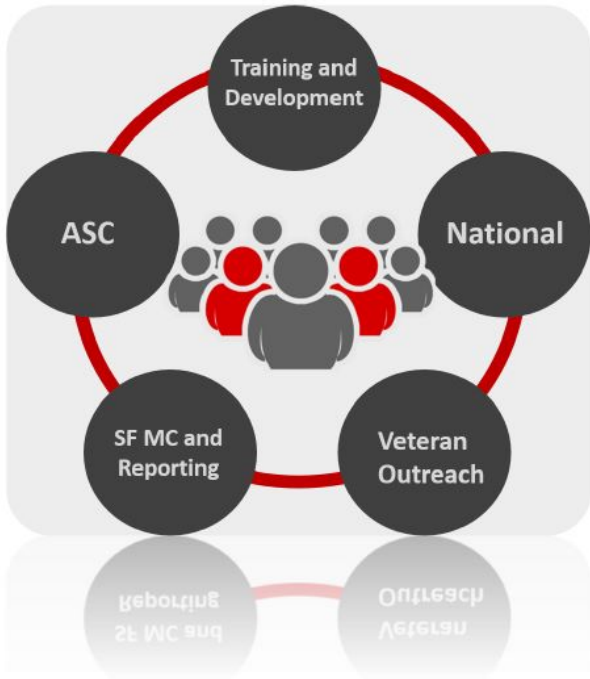 Training and
Development
ASC
National
SF MC and
Reporting
Veteran
Outreach